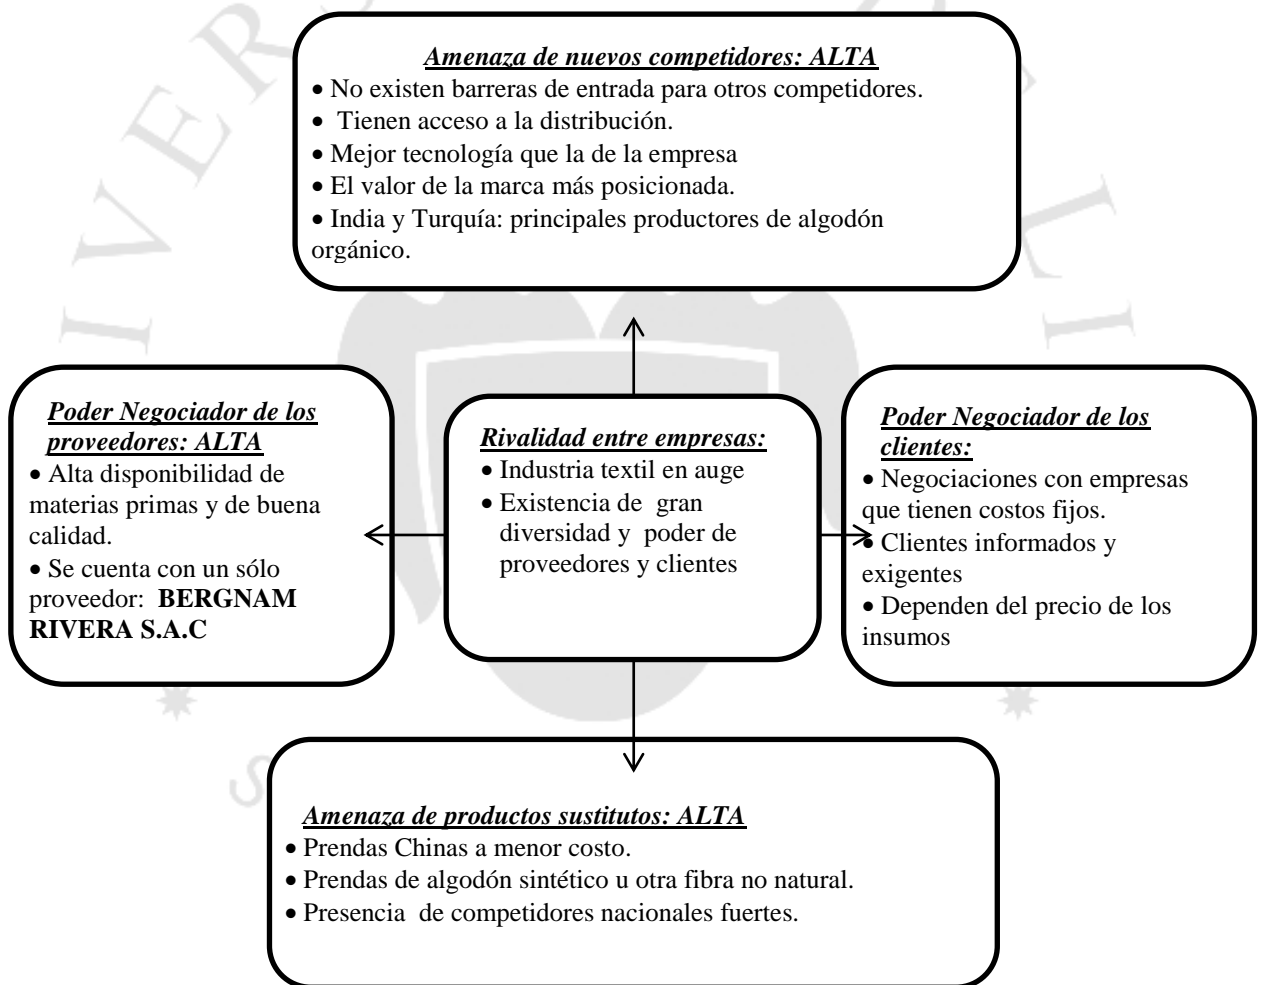 Amenaza de nuevos competidores: ALTA
• No existen barreras de entrada para otros competidores.
• Tienen acceso a la distribución.
• Mejor tecnología que la de la empresa
• El valor de la marca más posicionada.
• India y Turquía: principales productores de algodón
orgánico.
Poder Negociador de los
proveedores: ALTA
• Alta disponibilidad de
materias primas y de buena
calidad.
• Se cuenta con un sólo
proveedor: BERGNAM
RIVERA S.A.C
Rivalidad entre empresas:
• Industria textil en auge
• Existencia de gran
diversidad y poder de
proveedores y clientes
Poder Negociador de los
clientes:
• Negociaciones con empresas
que tienen costos fijos.
• Clientes informados y
exigentes
• Dependen del precio de los
insumos
Amenaza de productos sustitutos: ALTA
• Prendas Chinas a menor costo.
• Prendas de algodón sintético u otra fibra no natural.
• Presencia de competidores nacionales fuertes.